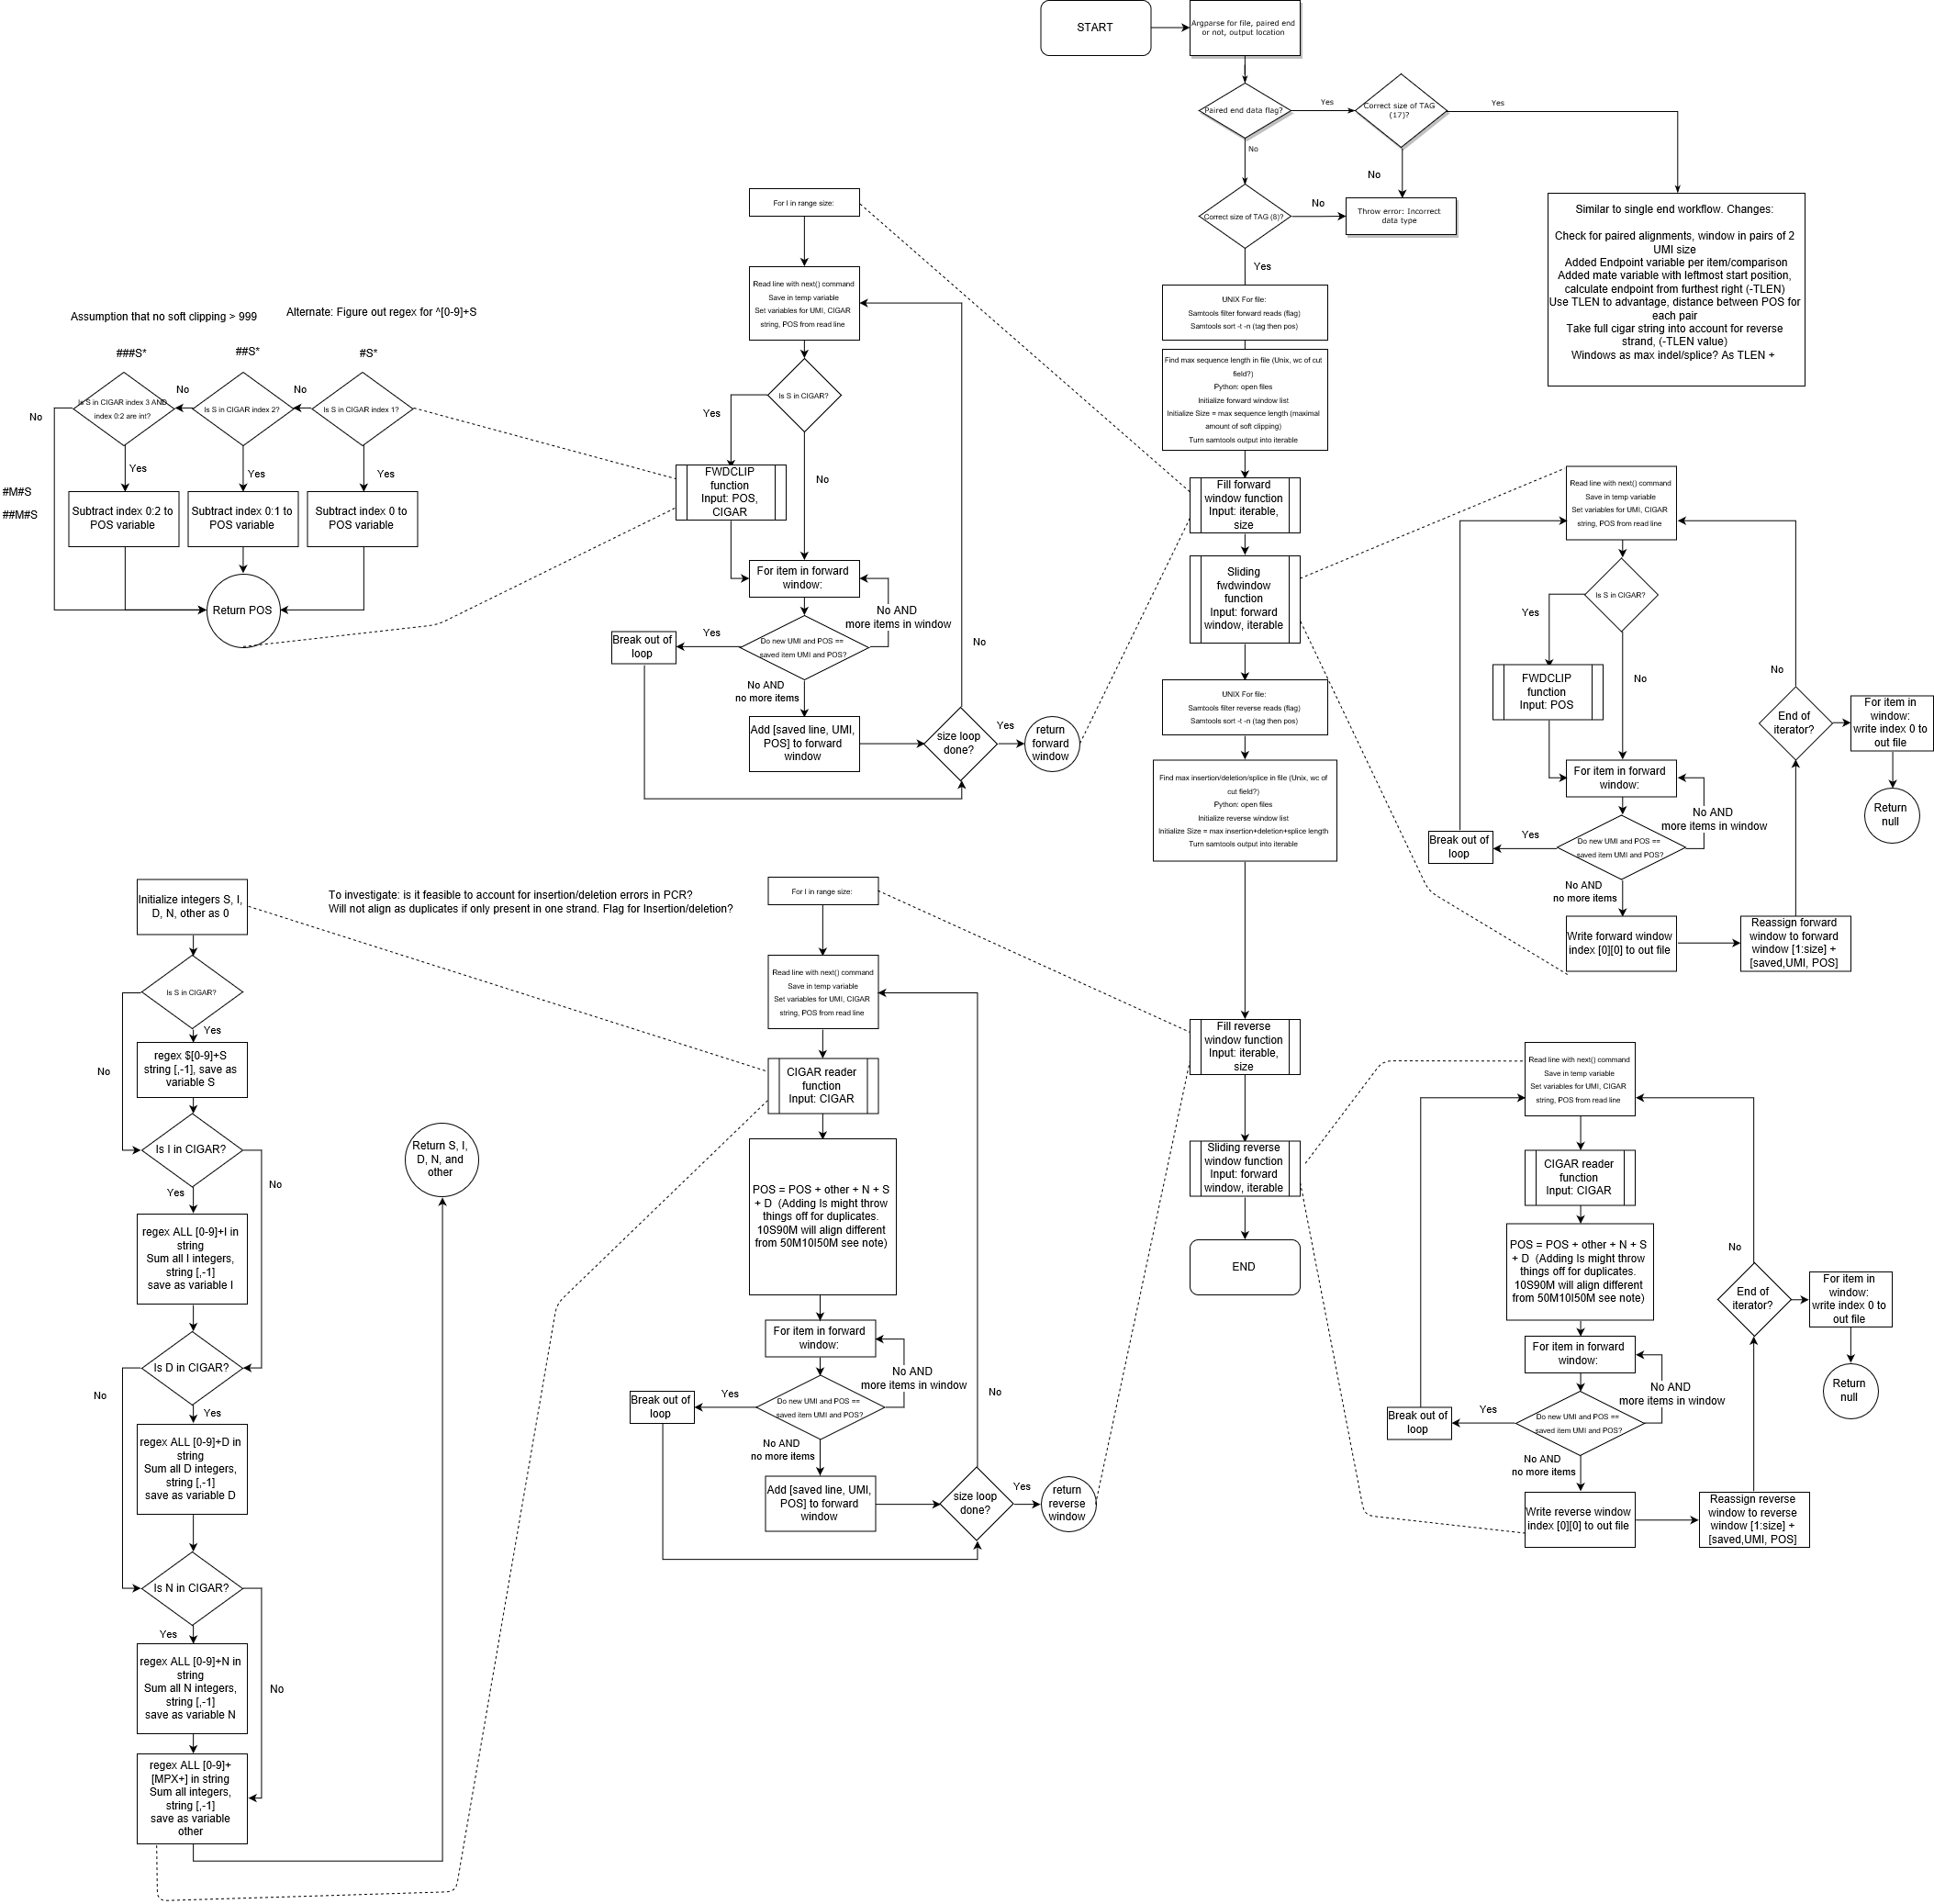 START
Argparse for file, paired end
or not, output location
Paired end data flag?
Yes
Correct size of TAG
(17)?
Yes
No
No
Correct size of TAG (8)?
No
Throw error: Incorrect
data type
Yes
Similar to single end workflow. Changes:
Check for paired alignments, window in pairs of 2
UMI size
Added Endpoint variable per item/comparison
Added mate variable with leftmost start position,
calculate endpoint from furthest right (-TLEN)
Use TLEN to advantage, distance between POS for
each pair
Take full cigar string into account for reverse
strand, (-TLEN value)
Windows as max indel/splice? As TLEN +
UNIX For file:
Samtools filter forward reads (flag)
Samtools sort -t -n (tag then pos)
Find max sequence length in file (Unix, wc of cut
field?)
Python: open files
Initialize forward window list
Initialize Size = max sequence length (maximal
amount of soft clipping)
Turn samtools output into iterable
Fill forward
window function
Input: iterable,
size
Sliding
fwdwindow
function
Input: forward
window, iterable
UNIX For file:
Samtools filter reverse reads (flag)
Samtools sort -t -n (tag then pos)
Find max insertion/deletion/splice in file (Unix, wc of
cut field?)
Python: open files
Initialize reverse window list
Initialize Size = max insertion+deletion+splice length
Turn samtools output into iterable
Fill reverse
window function
Input: iterable,
size
Sliding reverse
window function
Input: forward
window, iterable
END
For I in range size:
Read line with next() command
Save in temp variable
Set variables for UMI, CIGAR
string, POS from read line
Is S in CIGAR?
Yes
No
FWDCLIP
function
Input: POS,
CIGAR
For item in forward
window:
No AND
more items in window
Do new UMI and POS ==
saved item UMI and POS?
Yes
Break out of
loop
No AND
no more items
Add [saved line, UMI,
POS] to forward
window
size loop
done?
No
Yes
return
forward
window
Assumption that no soft clipping > 999
Alternate: Figure out regex for ^[0-9]+S
###S*
##S*
#S*
Is S in CIGAR index 3 AND
index 0:2 are int?
No
Is S in CIGAR index 2?
No
Is S in CIGAR index 1?
No
Yes
Yes
Yes
#M#S
##M#S
Subtract index 0:2 to
POS variable
Subtract index 0:1 to
POS variable
Subtract index 0 to
POS variable
Return POS
Read line with next() command
Save in temp variable
Set variables for UMI, CIGAR
string, POS from read line
Is S in CIGAR?
Yes
No
FWDCLIP
function
Input: POS
For item in forward
window:
No AND
more items in window
Do new UMI and POS ==
saved item UMI and POS?
Yes
Break out of
loop
No AND
no more items
Write forward window
index [0][0] to out file
Reassign forward
window to forward
window [1:size] +
[saved,UMI, POS]
No
End of
iterator?
For item in
window:
write index 0 to
out file
Return
null
Initialize integers S, I,
D, N, other as 0
Is S in CIGAR?
Yes
No
regex $[0-9]+S
string [,-1], save as
variable S
Is I in CIGAR?
Yes
No
regex ALL [0-9]+I in
string
Sum all I integers,
string [,-1]
save as variable I
Is D in CIGAR?
Yes
No
regex ALL [0-9]+D in
string
Sum all D integers,
string [,-1]
save as variable D
Is N in CIGAR?
Yes
No
regex ALL [0-9]+N in
string
Sum all N integers,
string [,-1]
save as variable N
regex ALL [0-9]+
[MPX+] in string
Sum all integers,
string [,-1]
save as variable
other
Return S, I,
D, N, and
other
To investigate: is it feasible to account for insertion/deletion errors in PCR?
Will not align as duplicates if only present in one strand. Flag for Insertion/deletion?
For I in range size:
Read line with next() command
Save in temp variable
Set variables for UMI, CIGAR
string, POS from read line
CIGAR reader
function
Input: CIGAR
POS = POS + other + N + S
+ D (Adding Is might throw
things off for duplicates.
10S90M will align different
from 50M10I50M see note)
For item in forward
window:
No AND
more items in window
Do new UMI and POS ==
saved item UMI and POS?
Yes
Break out of
loop
No AND
no more items
Add [saved line, UMI,
POS] to forward
window
size loop
done?
No
Yes
return
reverse
window
Read line with next() command
Save in temp variable
Set variables for UMI, CIGAR
string, POS from read line
CIGAR reader
function
Input: CIGAR
POS = POS + other + N + S
+ D (Adding Is might throw
things off for duplicates.
10S90M will align different
from 50M10I50M see note)
For item in forward
window:
No AND
more items in window
Do new UMI and POS ==
saved item UMI and POS?
Yes
Break out of
loop
No AND
no more items
Write reverse window
index [0][0] to out file
Reassign reverse
window to reverse
window [1:size] +
[saved,UMI, POS]
No
End of
iterator?
For item in
window:
write index 0 to
out file
Return
null